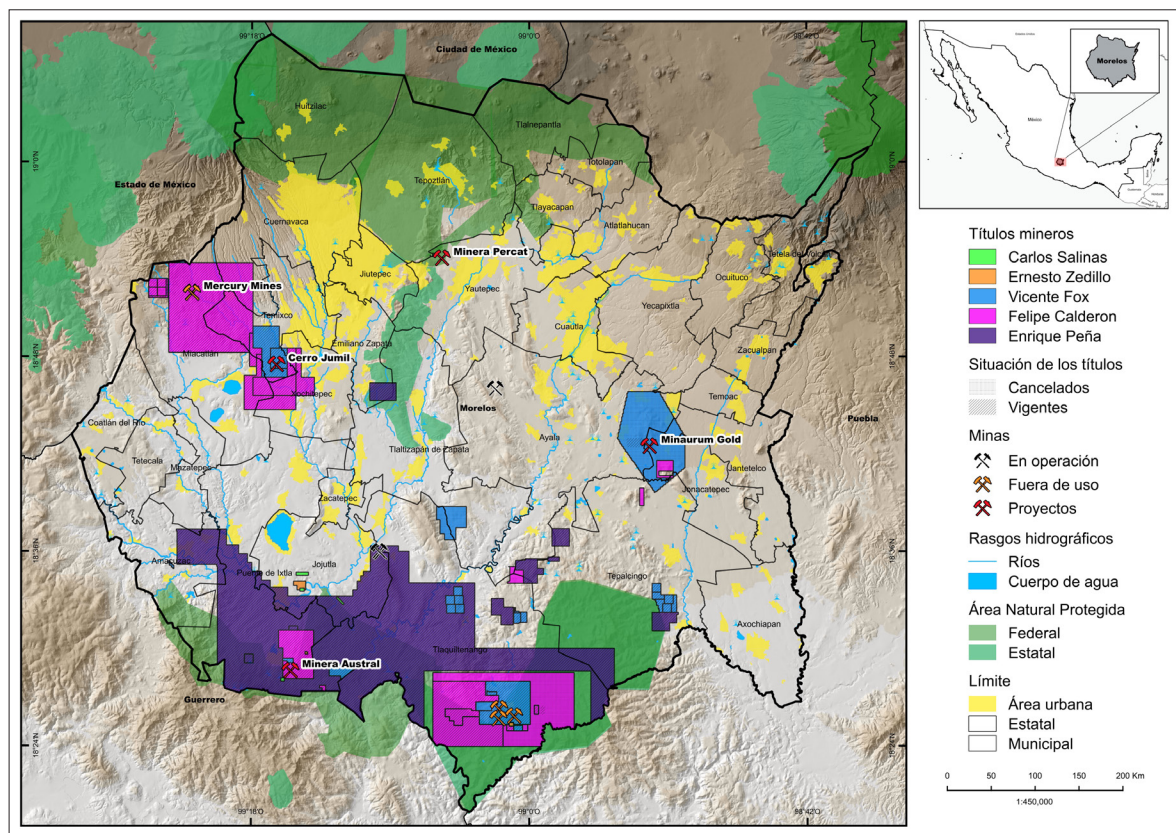 99°18'O
99°0'O
98°42'O
Ciudad de México
Huitzilac
Tlalnepantla
19°0'N
19°0'N
Totolapan
Tepoztlán
Estado de México
Tlayacapan
Cuernavaca
Atlatlahucan
Minera Percat
Tetela del Volcán
Jiutepec
Ocuituco
Mercury Mines
Yautepec
Yecapixtla
Temixco
Cuautla
Emiliano Zapata
Miacatlán
Zacualpan
18°48'N
18°48'N
Cerro Jumil
Xochitepec
Temoac
Morelos
Puebla
Coatlán del Río
Ayala
Minaurum Gold
Tlaltizapán de Zapata
Tetecala
Mazatepec
Jantetelco
Jonacatepec
Zacatepec
18°36'N
18°36'N
Amacuzac
Puente de Ixtla
Jojutla
Tepalcingo
Axochiapan
Tlaquiltenango
Minera Austral
Guerrero
18°24'N
18°24'N
99°18'O
99°0'O
98°42'O
Estados Unidos
Morelos
México
Guatemala
Honduras
Títulos mineros
Carlos Salinas
Ernesto Zedillo
Vicente Fox
Felipe Calderon
Enrique Peña
Situación de los títulos
Cancelados
Vigentes
Minas
En operación
Fuera de uso
Proyectos
Rasgos hidrográficos
Ríos
Cuerpo de agua
Área Natural Protegida
Federal
Estatal
Límite
Área urbana
Estatal
Municipal
0 50 100 150 200 Km
1:450,000